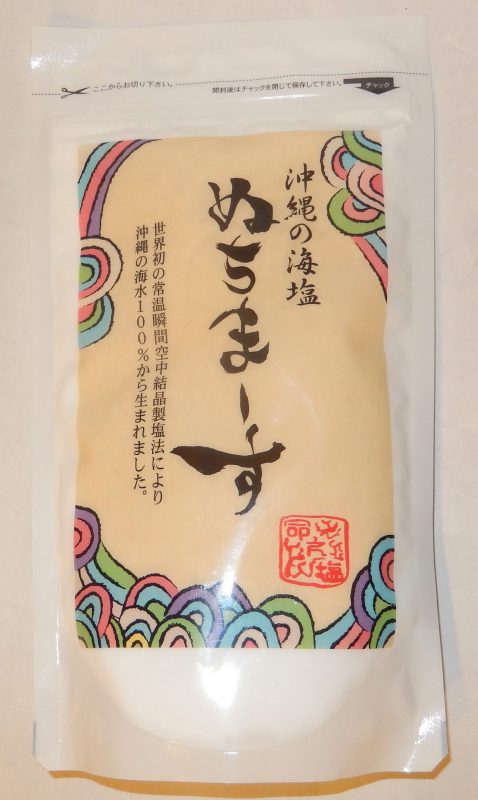 ここからお切り下さい。
開封後はチャックを閉じて保存して下さい。
チャック
沖縄の海塩
ぬちまーす
世界初の常温瞬間空中結晶製塩法により
沖縄の海水100%から生まれました。